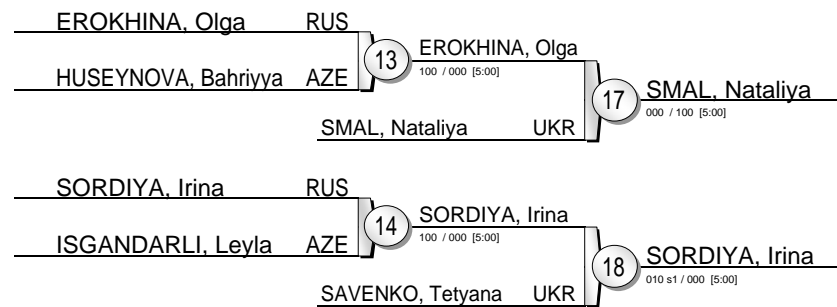 EROKHINA, Olga RUS
13
EROKHINA, Olga
100 / 000 [5:00]
HUSEYNOVA, Bahriyya AZE
17
SMAL, Nataliya
000 / 100 [5:00]
SMAL, Nataliya UKR
SORDIYA, Irina RUS
14
SORDIYA, Irina
100 / 000 [5:00]
ISGANDARLI, Leyla AZE
18
SORDIYA, Irina
010 s1 / 000 [5:00]
SAVENKO, Tetyana UKR